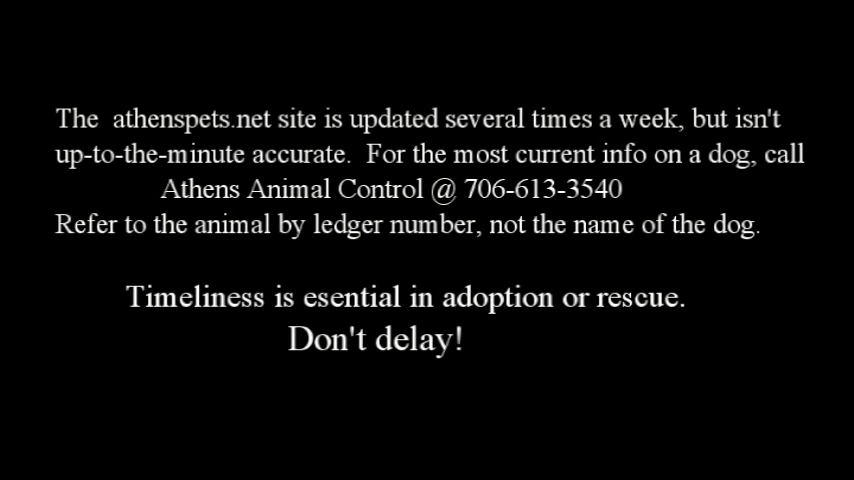 The  athenspets.net site is updated several times a week, but isn't
up-to-the-minute accurate.  For the most current info on a dog, call
Athens Animal Control @ 706-613-3540
Refer to the animal by ledger number, not the name of the dog.
Timeliness is esential in adoption or rescue.
Don't delay!